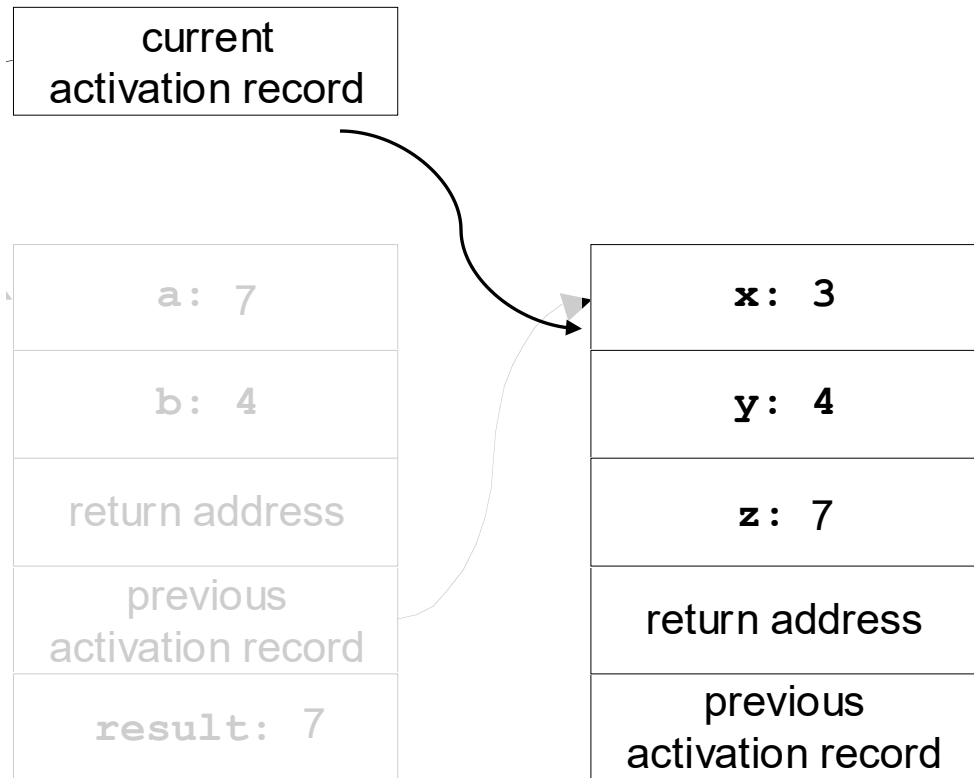 current
activation record
a: 7
b: 4
return address
previous
activation record
result: 7
x: 3
y: 4
z: 7
return address
previous
activation record